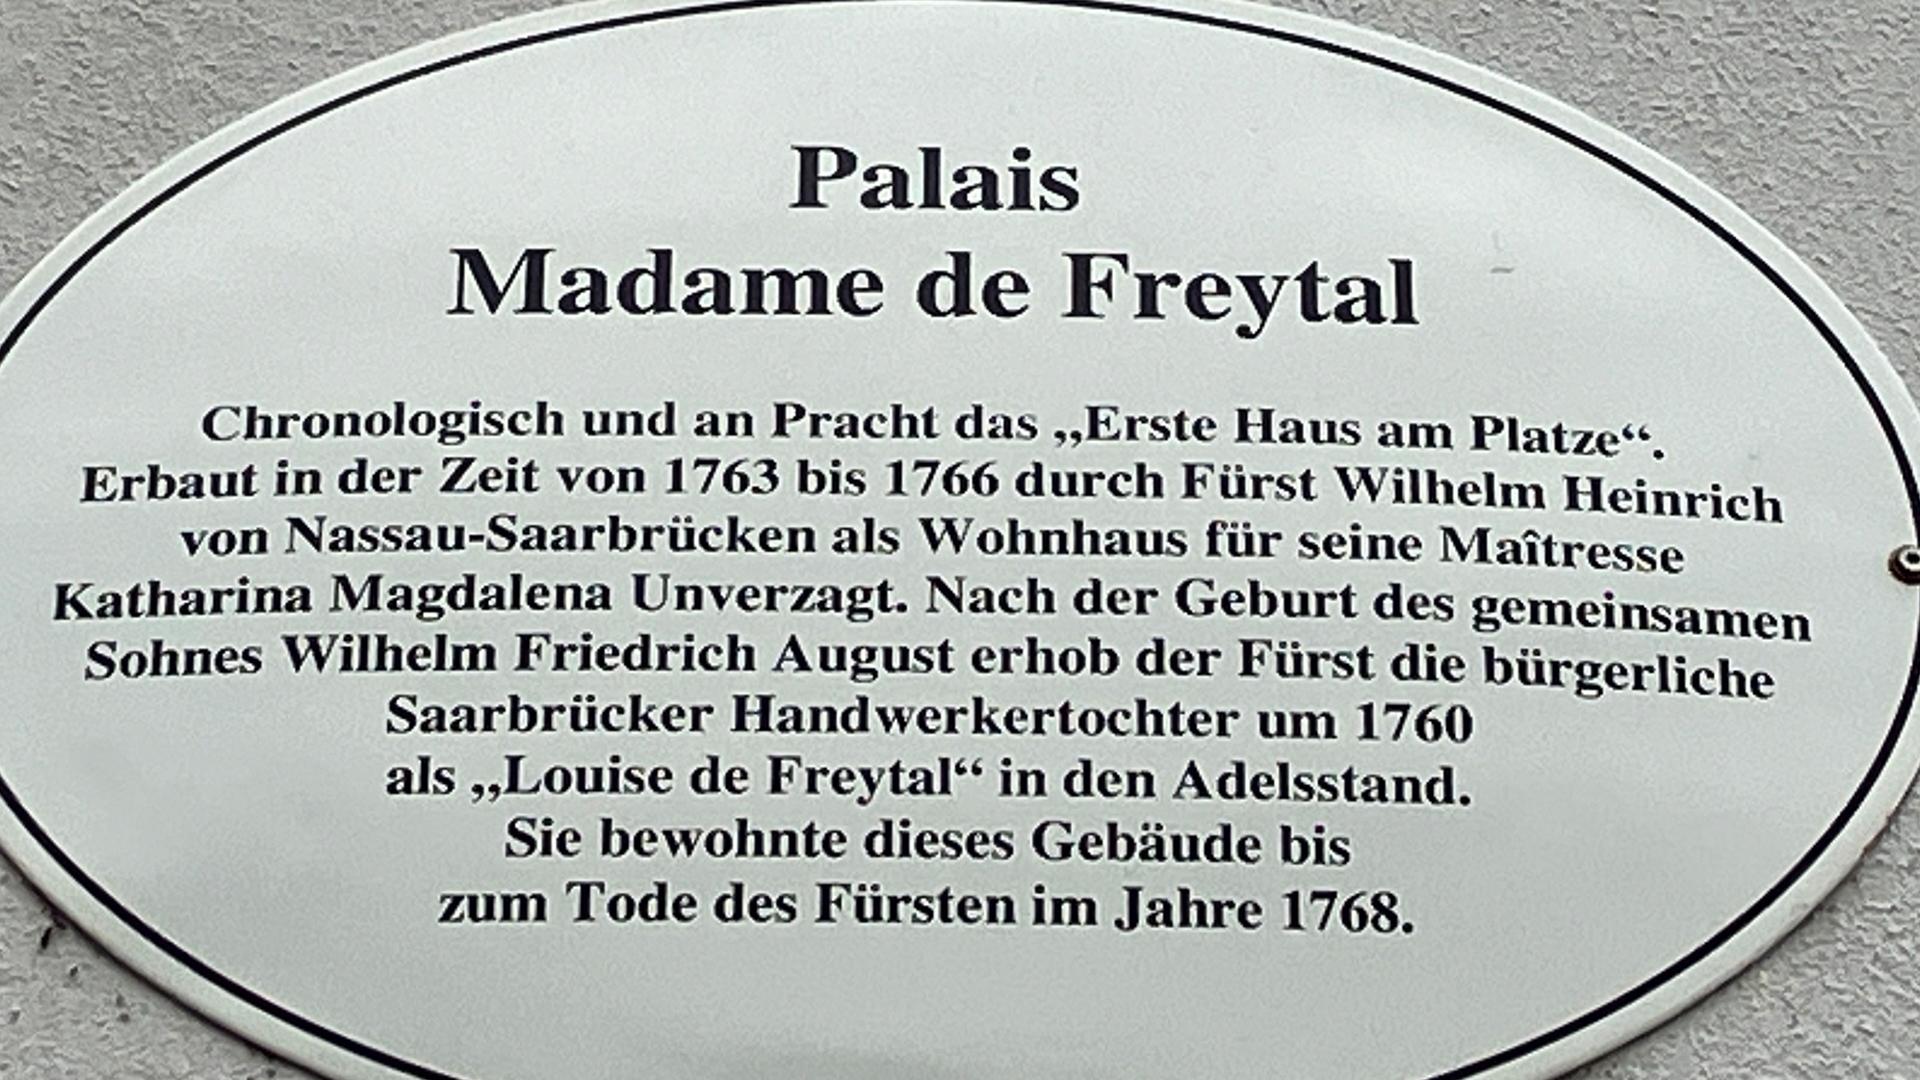 Palais
Madame de Freytal
Chronologisch und an Pracht das „Erste Haus am Platze“.
Erbaut in der Zeit von 1763 bis 1766 durch Fürst Wilhelm Heinrich
von Nassau-Saarbrücken als Wohnhaus für seine Maîtresse
Katharina Magdalena Unverzagt. Nach der Geburt des gemeinsamen
Sohnes Wilhelm Friedrich August erhob der Fürst die bürgerliche
Saarbrücker Handwerkertochter um 1760
als „Louise de Freytal“ in den Adelsstand.
Sie bewohnte dieses Gebäude bis
zum Tode des Fürsten im Jahre 1768.